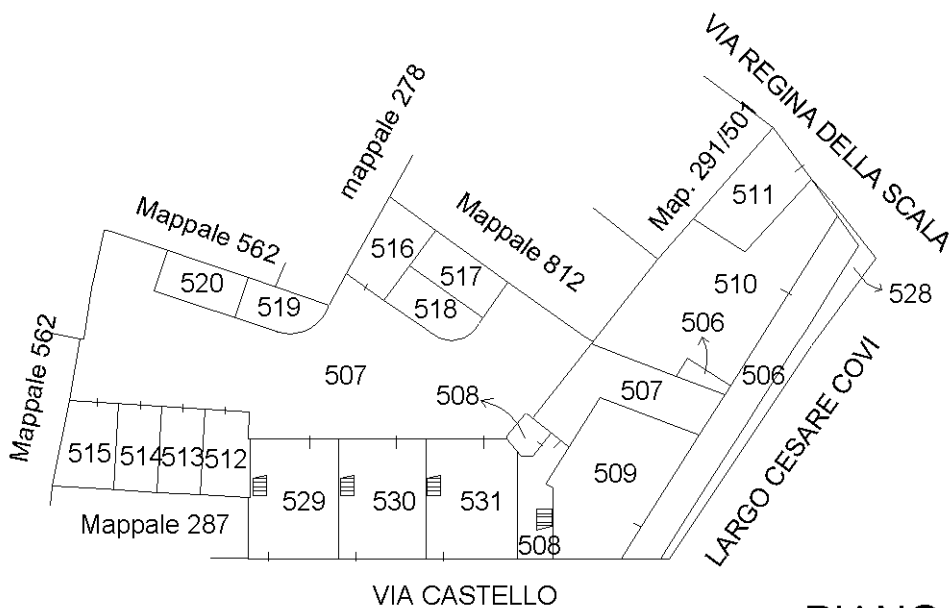 VIA REGINA DELLA SCALA
mappale 278
Map. 291/501
511
Mappale 562
Mappale 812
516
517
520
519
518
510
528
506
Mappale 562
507
508
507
506
515
514
513
512
529
530
531
509
LARGO CESARE COVI
Mappale 287
508
VIA CASTELLO